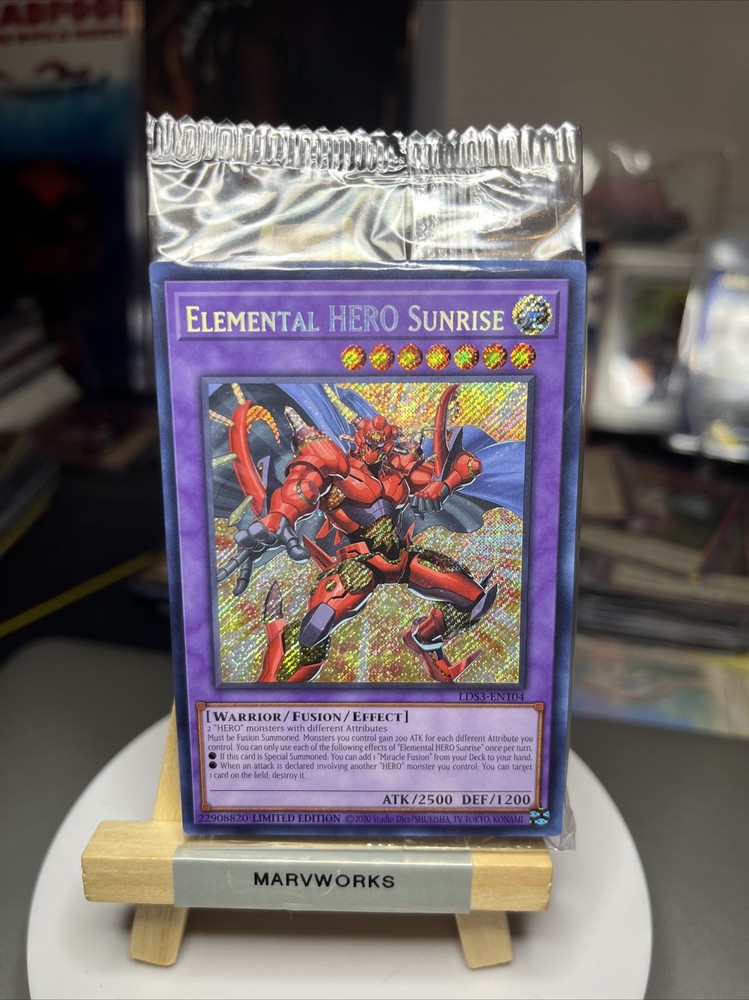 DEADPOOL
ELEMENTAL HERO SUNRISE
LDS3-EN104
[WARRIOR/FUSION/EFFECT]
2 "HERO" monsters with different Attributes
Must be Fusion Summoned. Monsters you control gain 200 ATK for each different Attribute you
control. You can only use each of the following effects of "Elemental HERO Sunrise" once per turn.
● If this card is Special Summoned: You can add 1 "Miracle Fusion" from your Deck to your hand.
● When an attack is declared involving another "HERO" monster you control: You can target
1 card on the field; destroy it.
ATK/2500 DEF/1200
22908820 LIMITED EDITION ©2020 Studio Dice/SHUEISHA, TV TOKYO, KONAMI
MARVWORKS